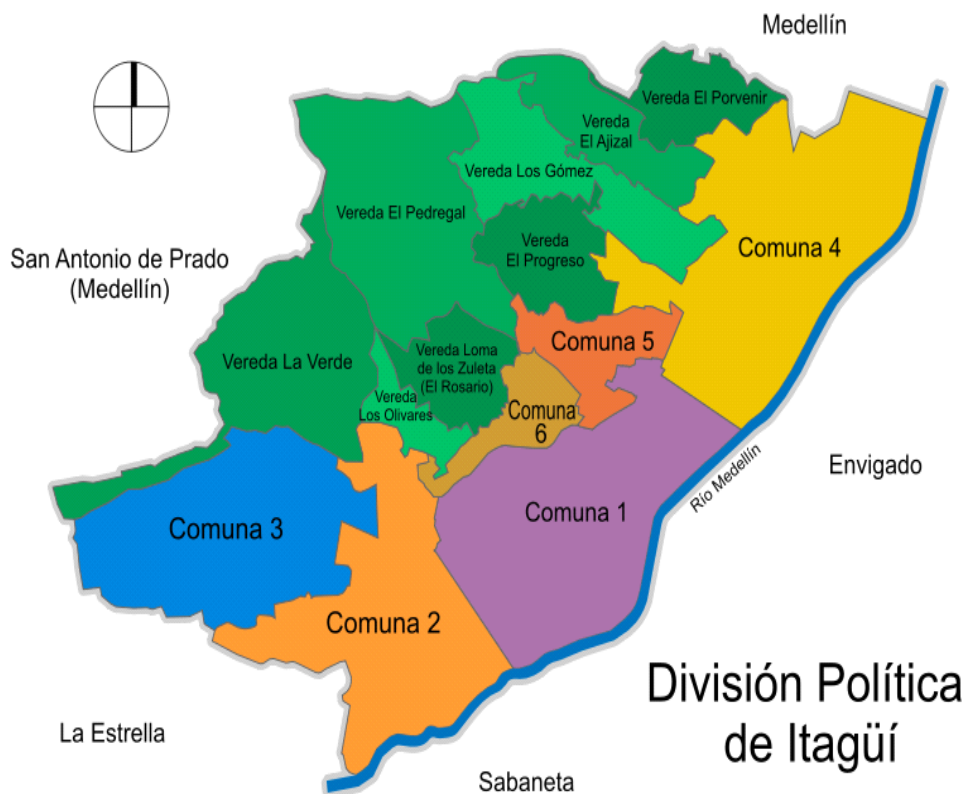 Medellín
Vereda El Porvenir
Vereda
El Ajizal
Vereda Los Gómez
Vereda El Pedregal
Vereda
El Progreso
Comuna 4
San Antonio de Prado
(Medellín)
Comuna 5
Vereda La Verde
Vereda Loma
de los Zuleta
(El Rosario)
Vereda
Los Olivares
Comuna
6
Río Medellín
Envigado
Comuna 1
Comuna 3
Comuna 2
División Política
de Itagüí
La Estrella
Sabaneta